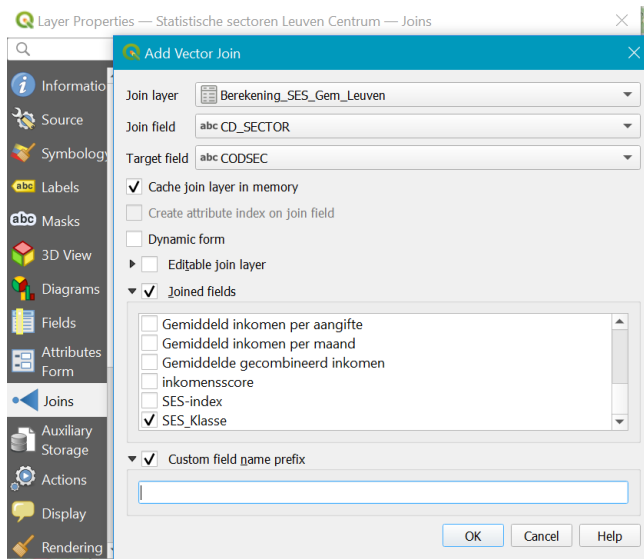 Layer Properties — Statistische sectoren Leuven Centrum — Joins
Add Vector Join
Informatio
Source
Symbology
abc Labels
abc Masks
3D View
Diagrams
Fields
Attributes
Form
Joins
Auxiliary
Storage
Actions
Display
Rendering
Join layer Berekening_SES_Gem_Leuven
Join field abc CD_SECTOR
Target field abc CODSEC
Cache join layer in memory
Create attribute index on join field
Dynamic form
Editable join layer
Joined fields
Gemiddeld inkomen per aangifte
Gemiddeld inkomen per maand
Gemiddelde gecombineerd inkomen
inkomensscore
SES-index
SES_Klasse
Custom field name prefix
OK Cancel Help